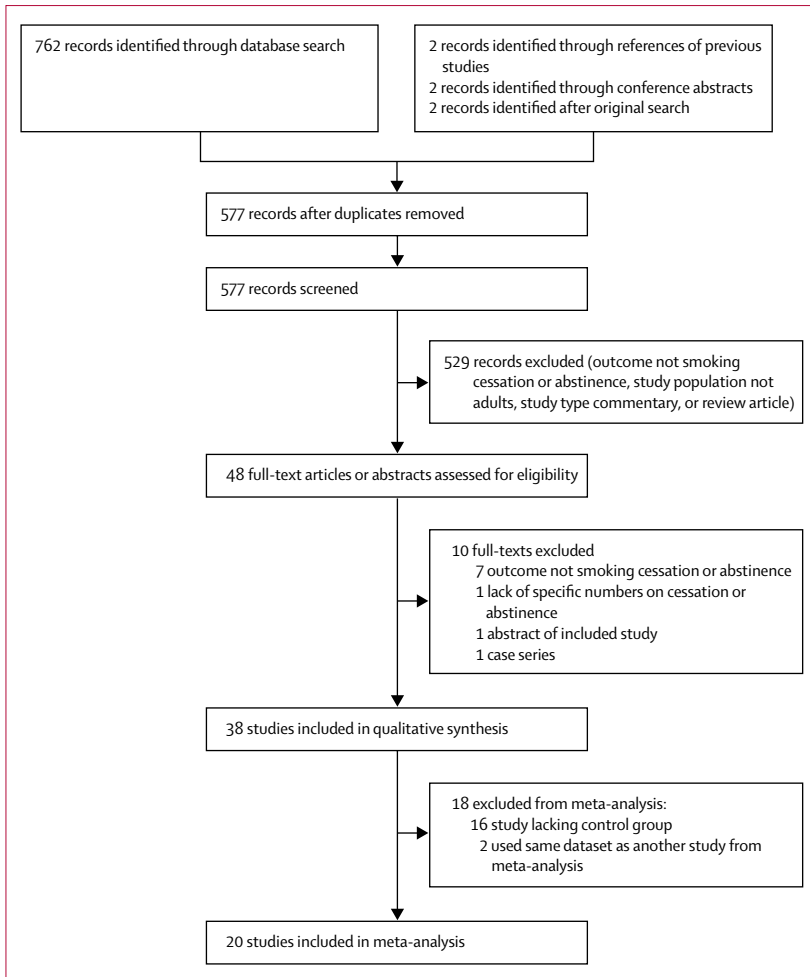 762 records identified through database search
2 records identified through references of previous
studies
2 records identified through conference abstracts
2 records identified after original search
577 records after duplicates removed
577 records screened
529 records excluded (outcome not smoking
cessation or abstinence, study population not
adults, study type commentary, or review article)
48 full-text articles or abstracts assessed for eligibility
10 full-texts excluded
7 outcome not smoking cessation or abstinence
1 lack of specific numbers on cessation or
abstinence
1 abstract of included study
1 case series
38 studies included in qualitative synthesis
18 excluded from meta-analysis:
16 study lacking control group
2 used same dataset as another study from
meta-analysis
20 studies included in meta-analysis